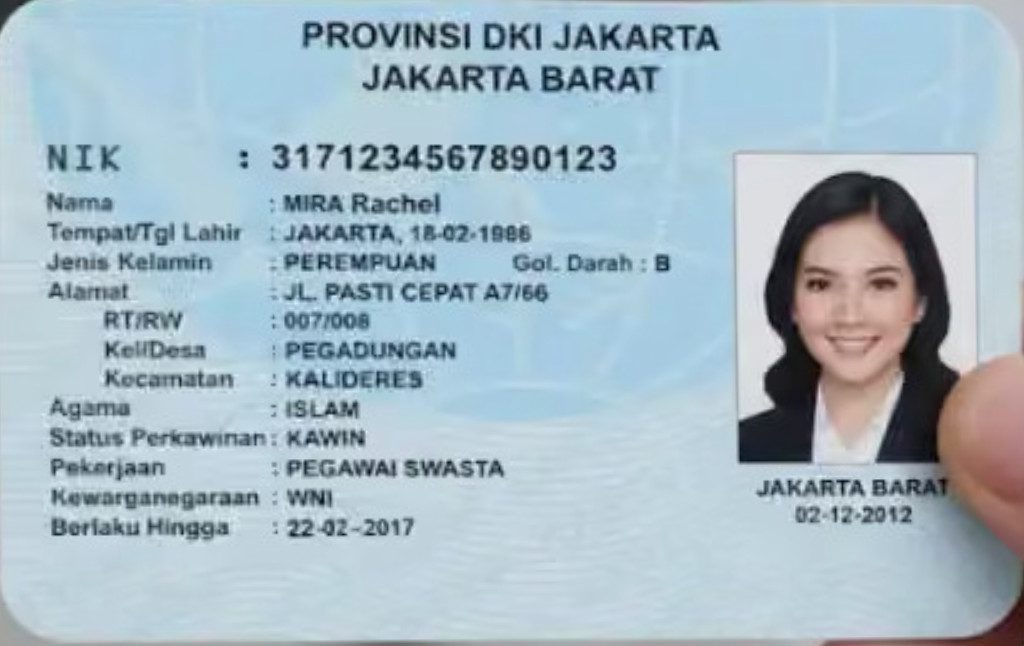 PROVINSI DKI JAKARTA
JAKARTA BARAT
NIK : 3171234567890123
Nama : MIRA Rachel
Tempat/Tgl Lahir : JAKARTA, 18-02-1986
Jenis Kelamin : PEREMPUAN Gol. Darah : B
Alamat : JL. PASTI CEPAT A7/66
RT/RW : 007/008
Kel/Desa : PEGADUNGAN
Kecamatan : KALIDERES
Agama : ISLAM
Status Perkawinan : KAWIN
Pekerjaan : PEGAWAI SWASTA
Kewarganegaraan : WNI
Berlaku Hingga : 22-02-2017
JAKARTA BARAT
02-12-2012